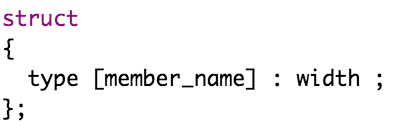 struct
{
type [member_name] : width ;
};